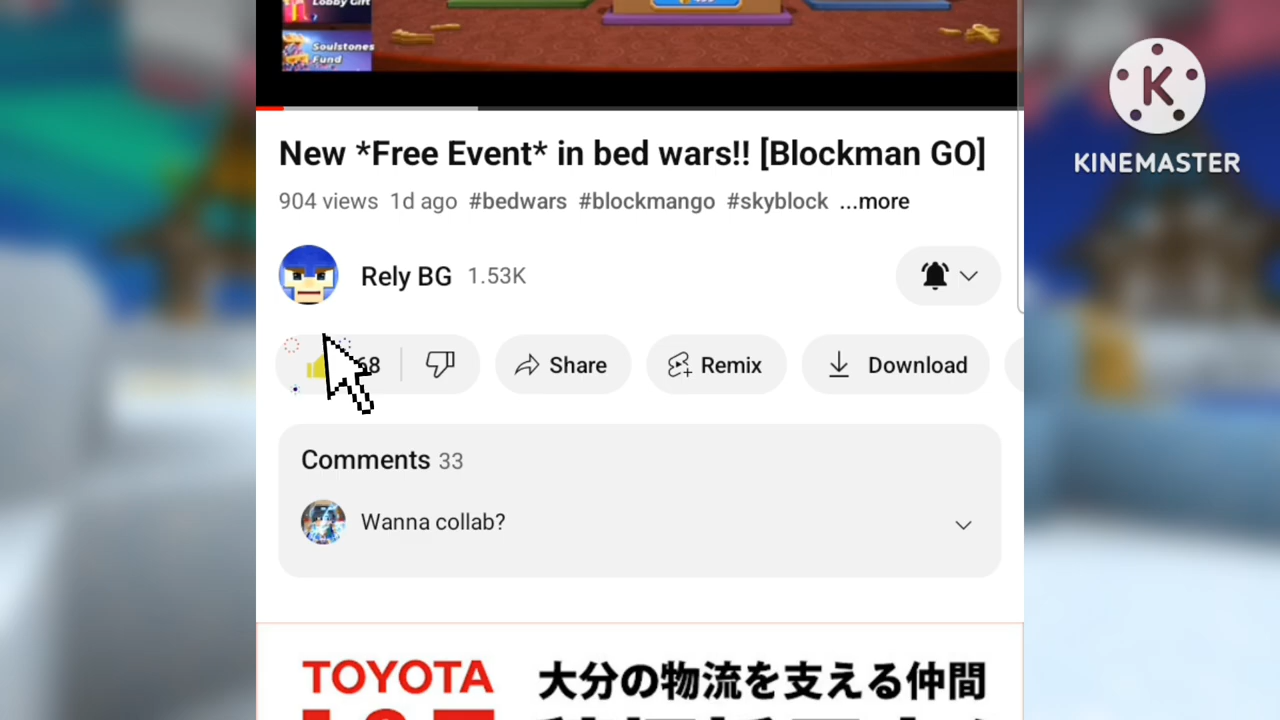 Lobby Gift
Soulstones
Fund
KINEMASTER
New *Free Event* in bed wars!! [Blockman GO]
904 views 1d ago #bedwars #blockmango #skyblock ...more
Rely BG 1.53K
68 Share Remix Download
Comments 33
Wanna collab?
TOYOTA 大分の物流を支える仲間